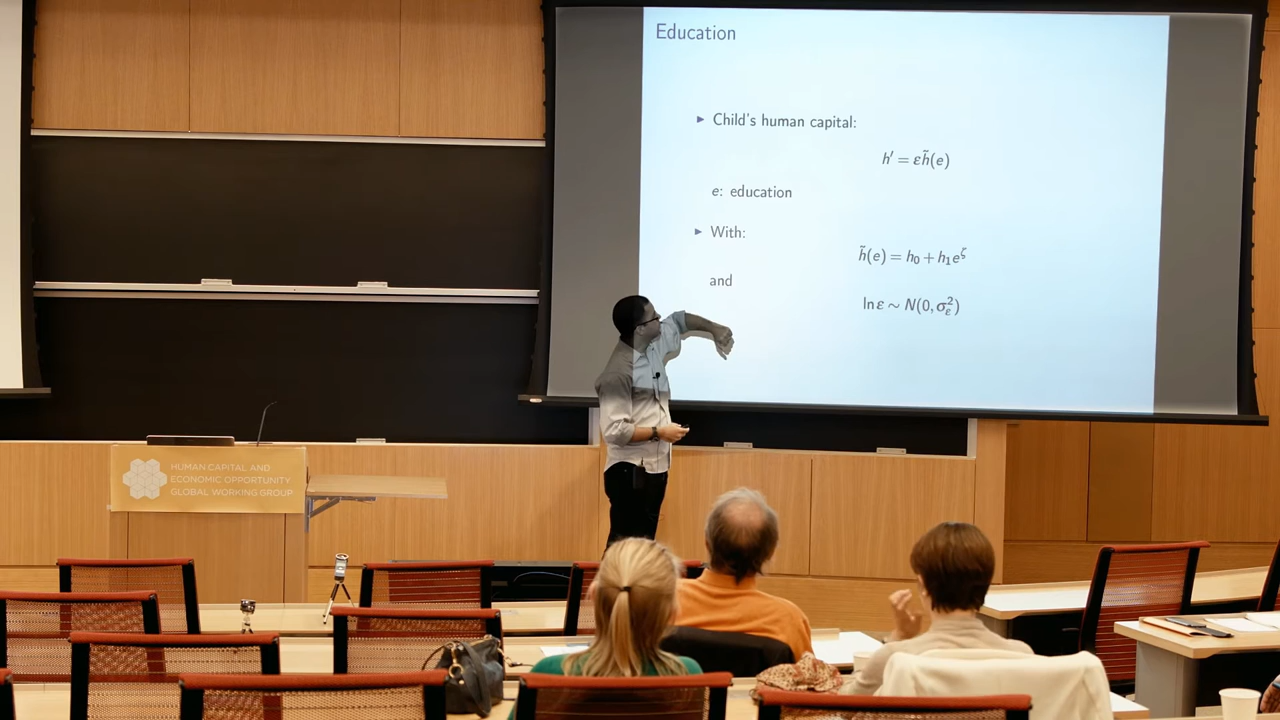 Education
▶ Child's human capital:
h′ = εh̃(e)
e: education
▶ With:
h̃(e) = h₀ + h₁e^ζ
and
ln ε ~ N(0, σ²_ε)
HUMAN CAPITAL AND
ECONOMIC OPPORTUNITY
GLOBAL WORKING GROUP